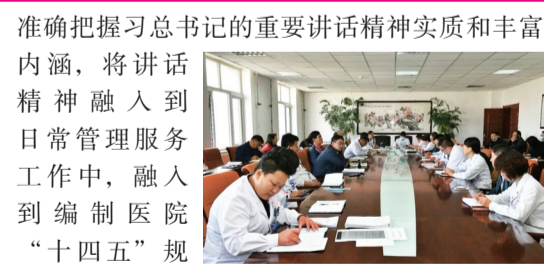 准确把握习总书记的重要讲话精神实质和丰富
内涵，将讲话
精神融入到
日常管理服务
工作中，融入
到编制医院
“十四五”规